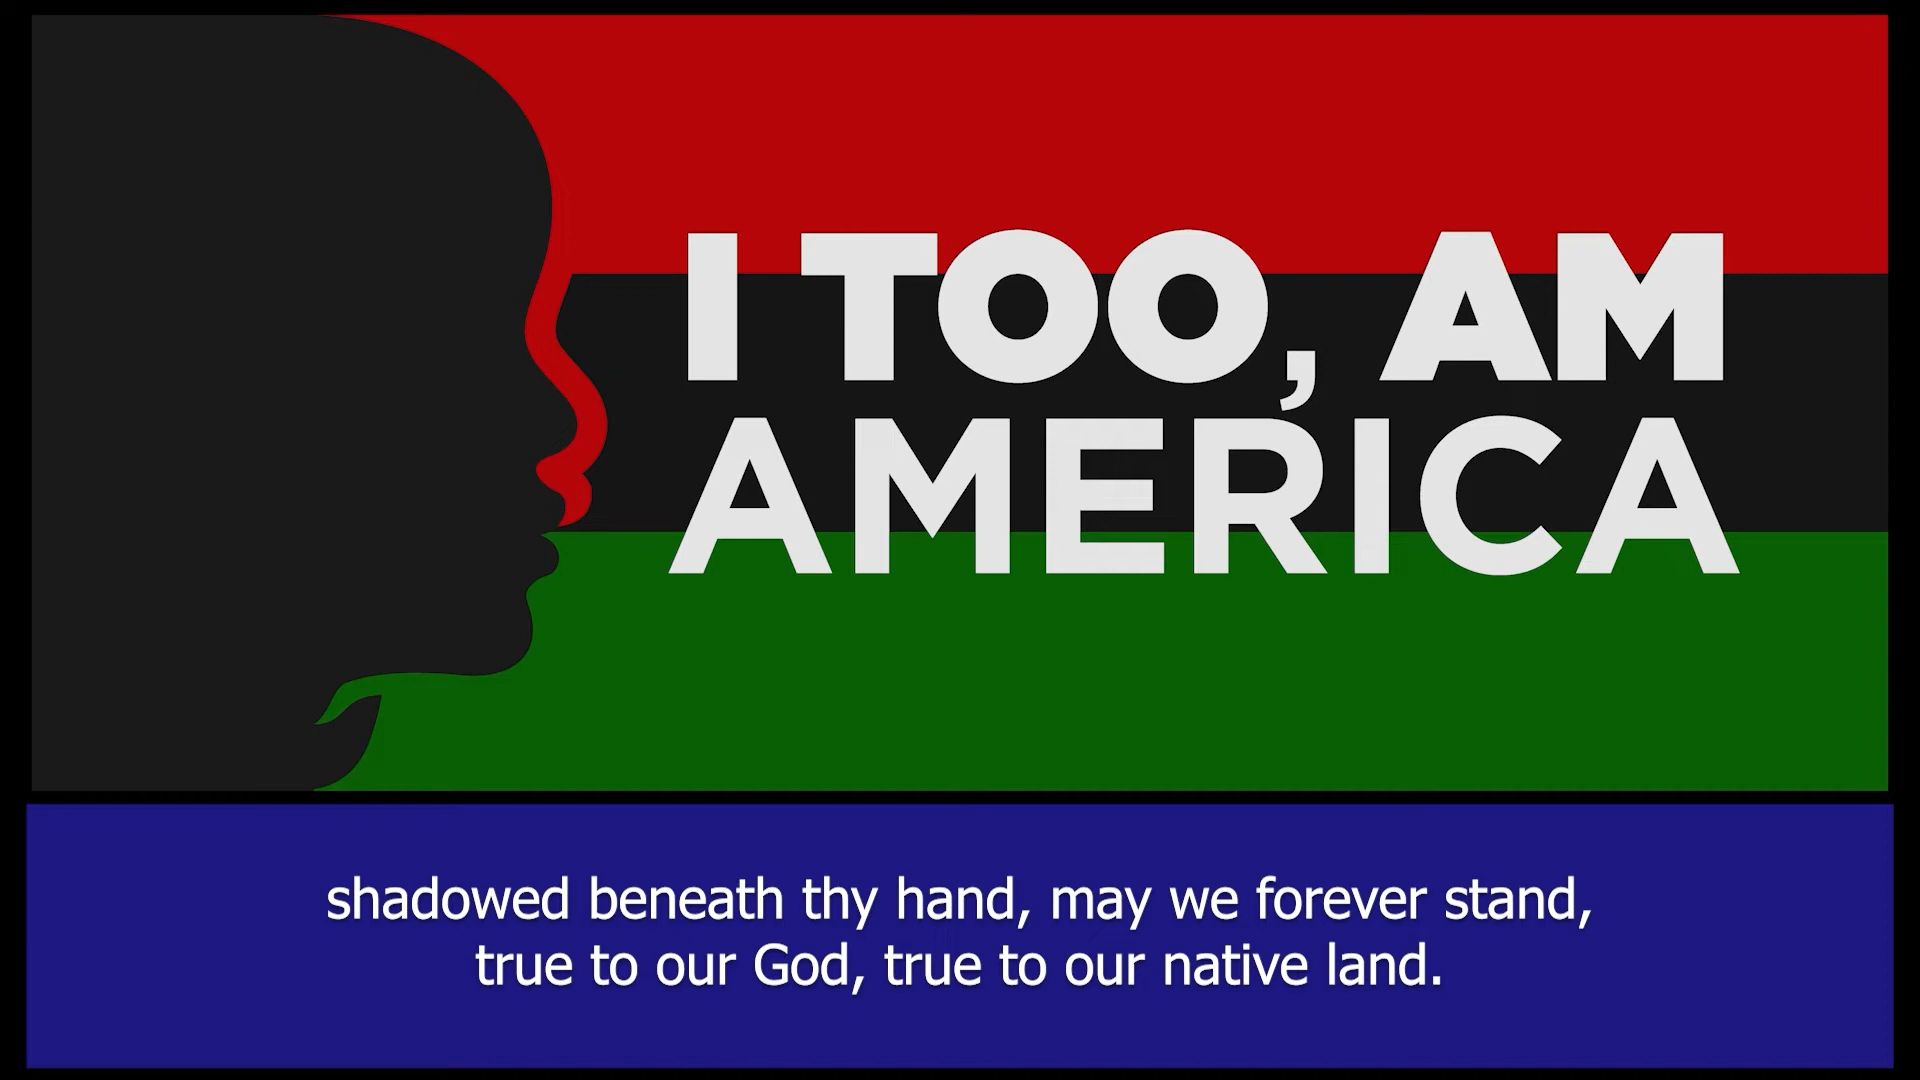 I TOO, AM
AMERICA
shadowed beneath thy hand, may we forever stand,
true to our God, true to our native land.